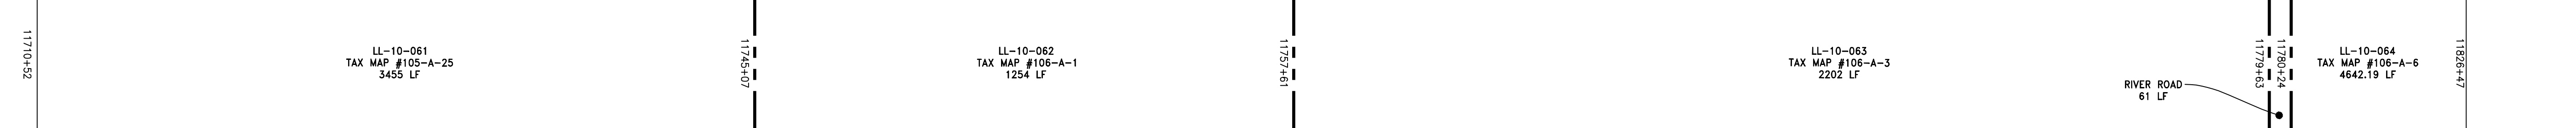 11710+52
LL-10-061
TAX MAP #105-A-25
3455 LF
11745+07
LL-10-062
TAX MAP #106-A-1
1254 LF
11757+61
LL-10-063
TAX MAP #106-A-3
2202 LF
RIVER ROAD
61 LF
11779+63
11780+24
LL-10-064
TAX MAP #106-A-6
4642.19 LF
11826+47